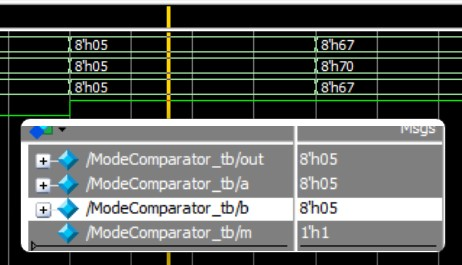 8'h05 8'h67
8'h05 8'h70
8'h05 8'h67
Msgs
/ModeComparator_tb/out 8'h05
/ModeComparator_tb/a 8'h05
/ModeComparator_tb/b 8'h05
/ModeComparator_tb/m 1'h1